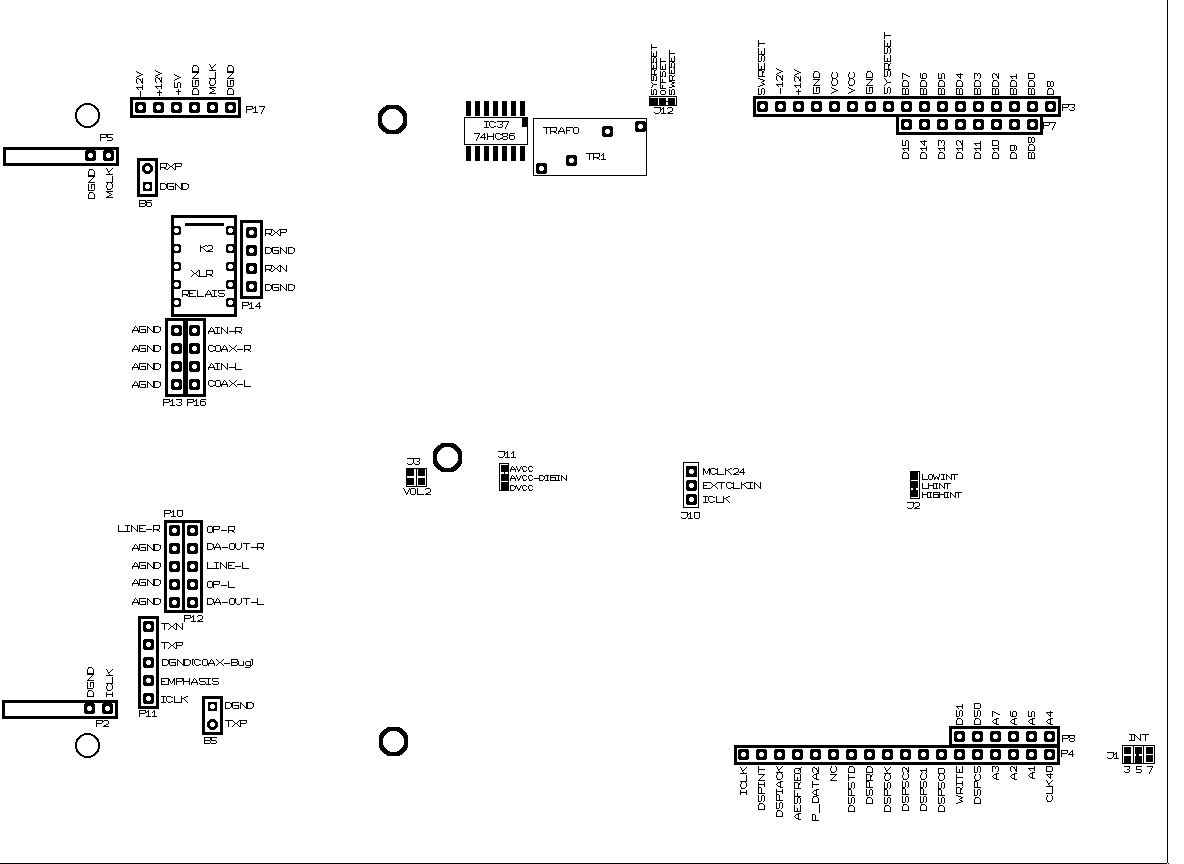 -12V
+12V
+5V
DGND
MCLK
DGND
P17
P5
DGND
MCLK
RXP
DGND
B6
K2
XLR
RELAIS
RXP
DGND
RXN
DGND
P14
AGND AIN-R
AGND COAX-R
AGND AIN-L
AGND COAX-L
P13 P16
IC37
74HC86
TRAFO
TR1
SYSRESET
OFFSET
SWRESET
J12
SWRESET
-12V
+12V
GND
VCC
VCC
GND
SYSRESET
BD7
BD6
BD5
BD4
BD3
BD2
BD1
BD0
D8
P3
P7
D15
D14
D13
D12
D11
D10
D9
BD8
J3
VOL2
J11
AVCC
AVCC-DIGIN
DVCC
MCLK24
EXTCLKIN
ICLK
J10
LOWINT
LHINT
HIGHINT
J2
P10
LINE-R OP-R
AGND DA-OUT-R
AGND LINE-L
AGND OP-L
AGND DA-OUT-L
P12
TXN
TXP
DGND(COAX-Bug)
EMPHASIS
ICLK
P11
DGND
ICLK
P2
DGND
TXP
B5
DS1
DS0
A7
A6
A5
A4
P8
P4
ICLK
DSPINT
DSPIACK
AESFREQ
P_DATA2
NC
DSPSTD
DSPRD
DSPSCK
DSPSC2
DSPSC1
DSPSC0
WRITE
DSPCS
A3
A2
A1
CLK40
INT
J1
3 5 7